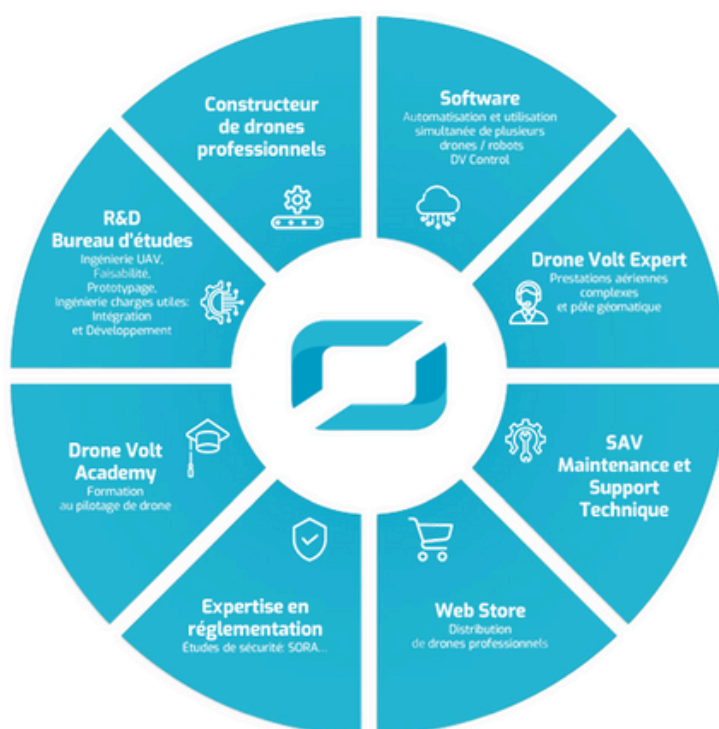 Constructeur
de drones
professionnels
Software
Automatisation et utilisation
simultanée de plusieurs
drones / robots
DV Control
Drone Volt Expert
Prestations aériennes
complexes
et pôle géomatique
SAV
Maintenance et
Support
Technique
Web Store
Distribution
de drones professionnels
Expertise en
réglementation
Études de sécurité: SORA...
Drone Volt
Academy
Formation
au pilotage de drone
R&D
Bureau d'études
Ingénierie UAV,
Faisabilité,
Prototypage,
Ingénierie charges utiles:
Intégration
et Développement